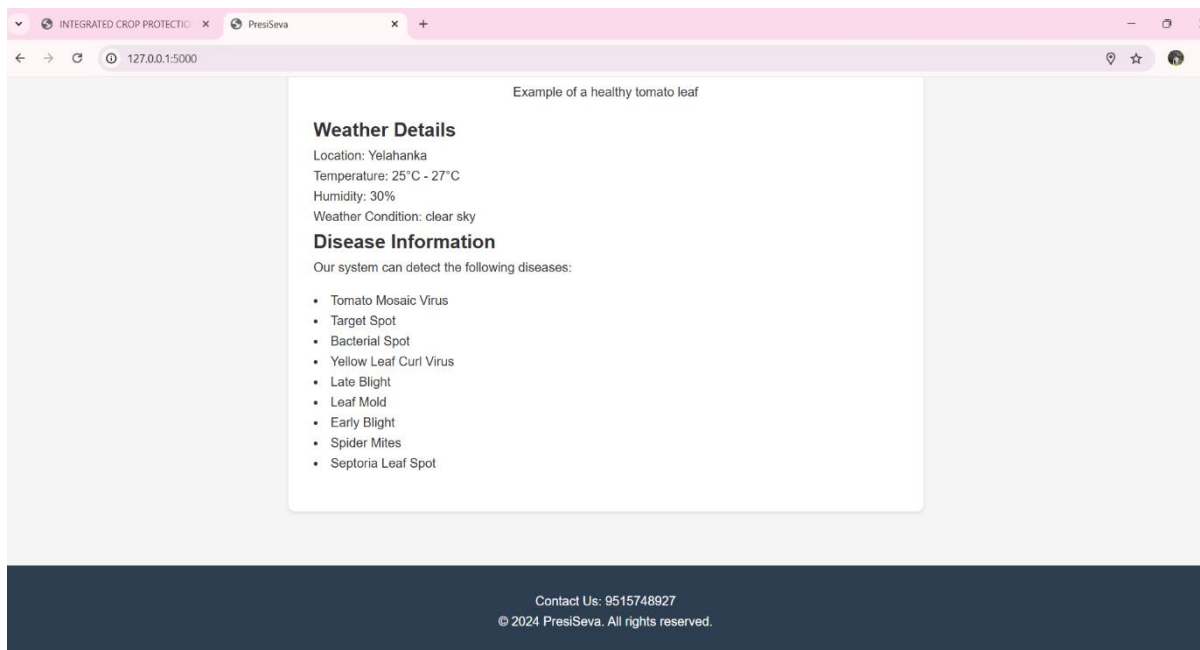 INTEGRATED CROP PROTECTIO
PresiSeva
127.0.0.1:5000
Example of a healthy tomato leaf
Weather Details
Location: Yelahanka
Temperature: 25°C - 27°C
Humidity: 30%
Weather Condition: clear sky
Disease Information
Our system can detect the following diseases:
• Tomato Mosaic Virus
• Target Spot
• Bacterial Spot
• Yellow Leaf Curl Virus
• Late Blight
• Leaf Mold
• Early Blight
• Spider Mites
• Septoria Leaf Spot
Contact Us: 9515748927
© 2024 PresiSeva. All rights reserved.